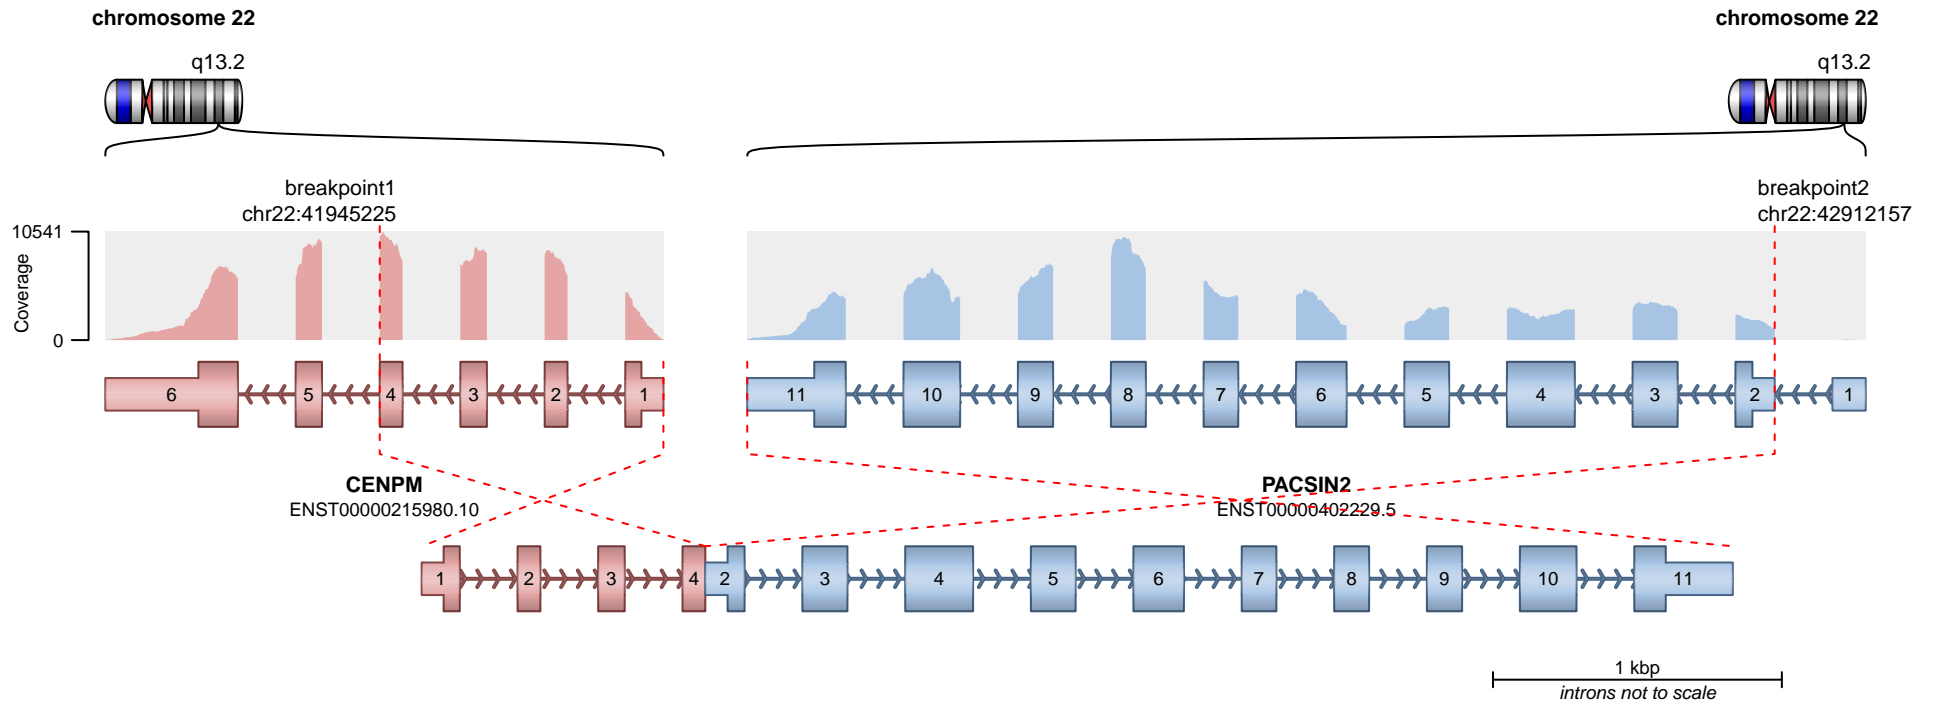 chromosome 22
chromosome 22
q13.2
q13.2
breakpoint1
chr22:41945225
breakpoint2
chr22:42912157
10541
Coverage
0
6 5 4 3 2 1
11 10 9 8 7 6 5 4 3 2 1
CENPM
ENST00000215980.10
PACSIN2
ENST00000402229.5
1 2 3 4 2 3 4 5 6 7 8 9 10 11
1 kbp
introns not to scale